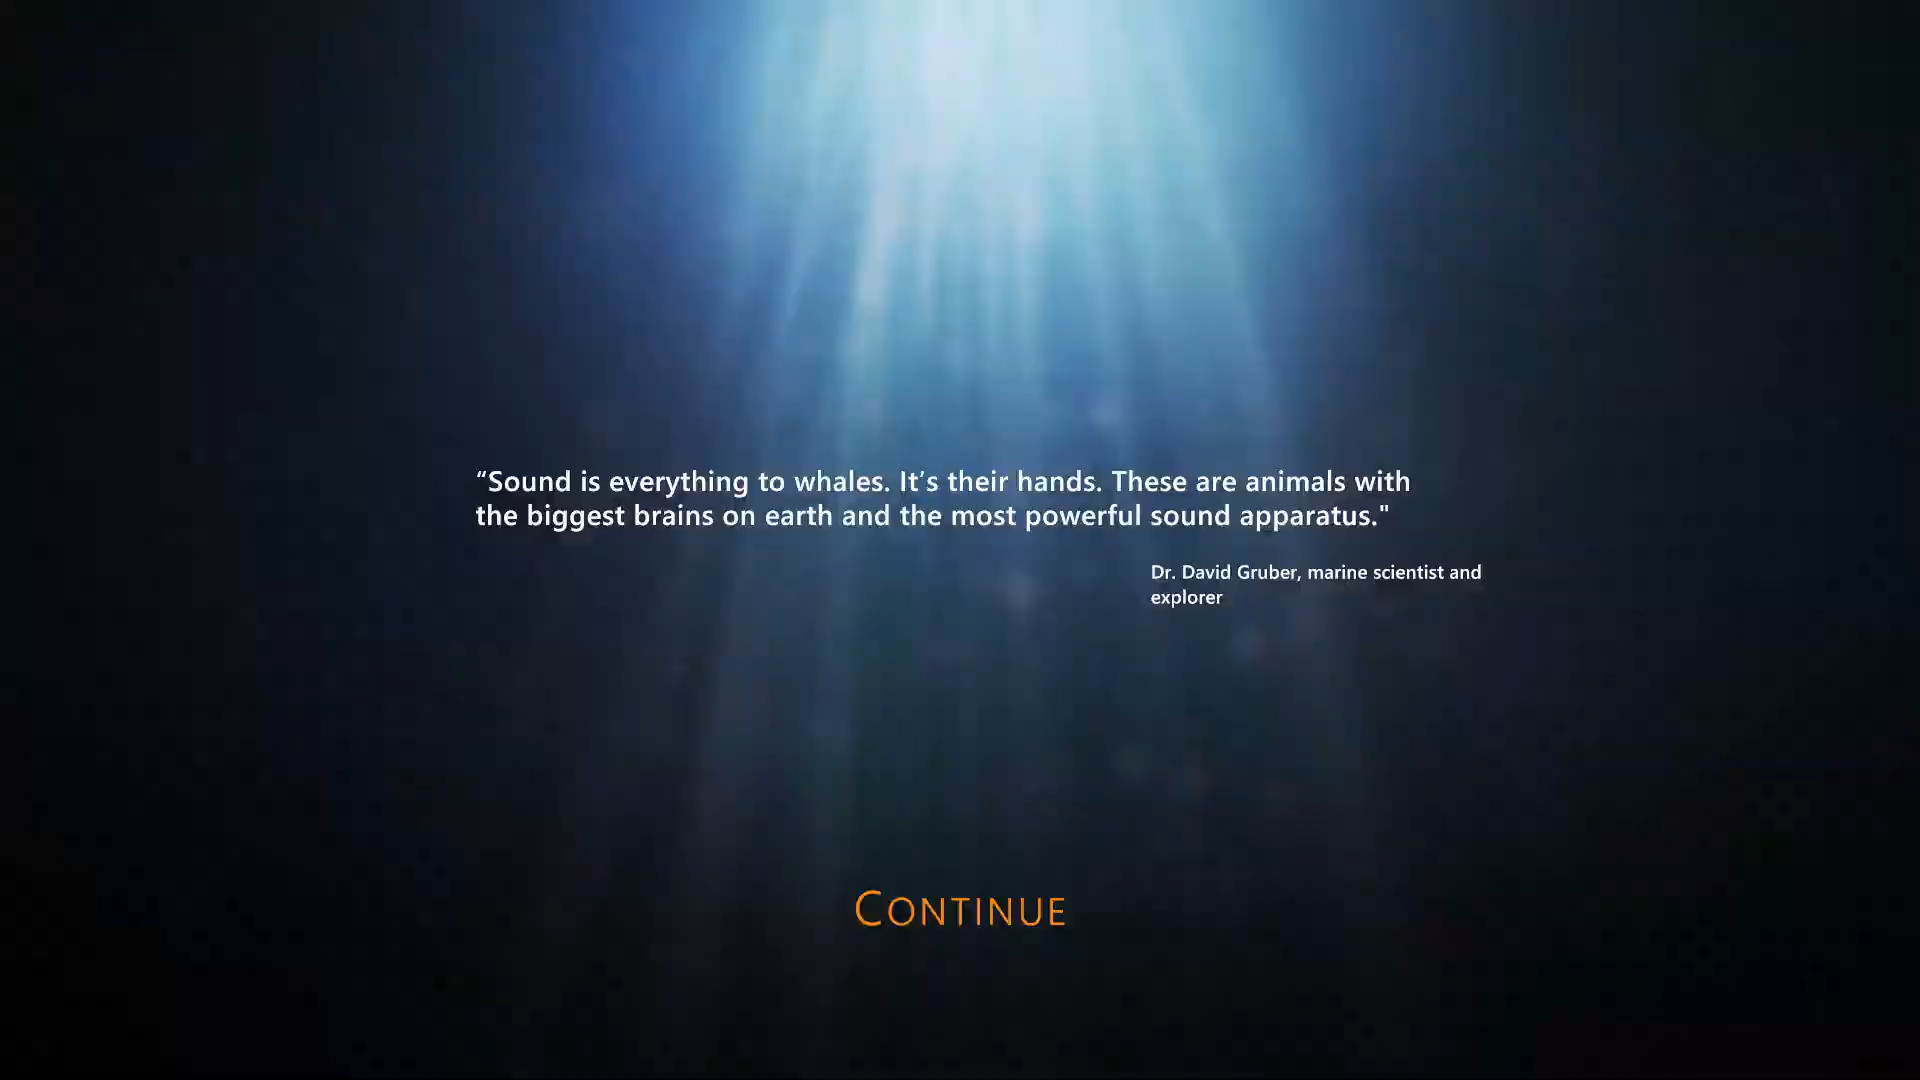 “Sound is everything to whales. It’s their hands. These are animals with
the biggest brains on earth and the most powerful sound apparatus."
Dr. David Gruber, marine scientist and
explorer
CONTINUE